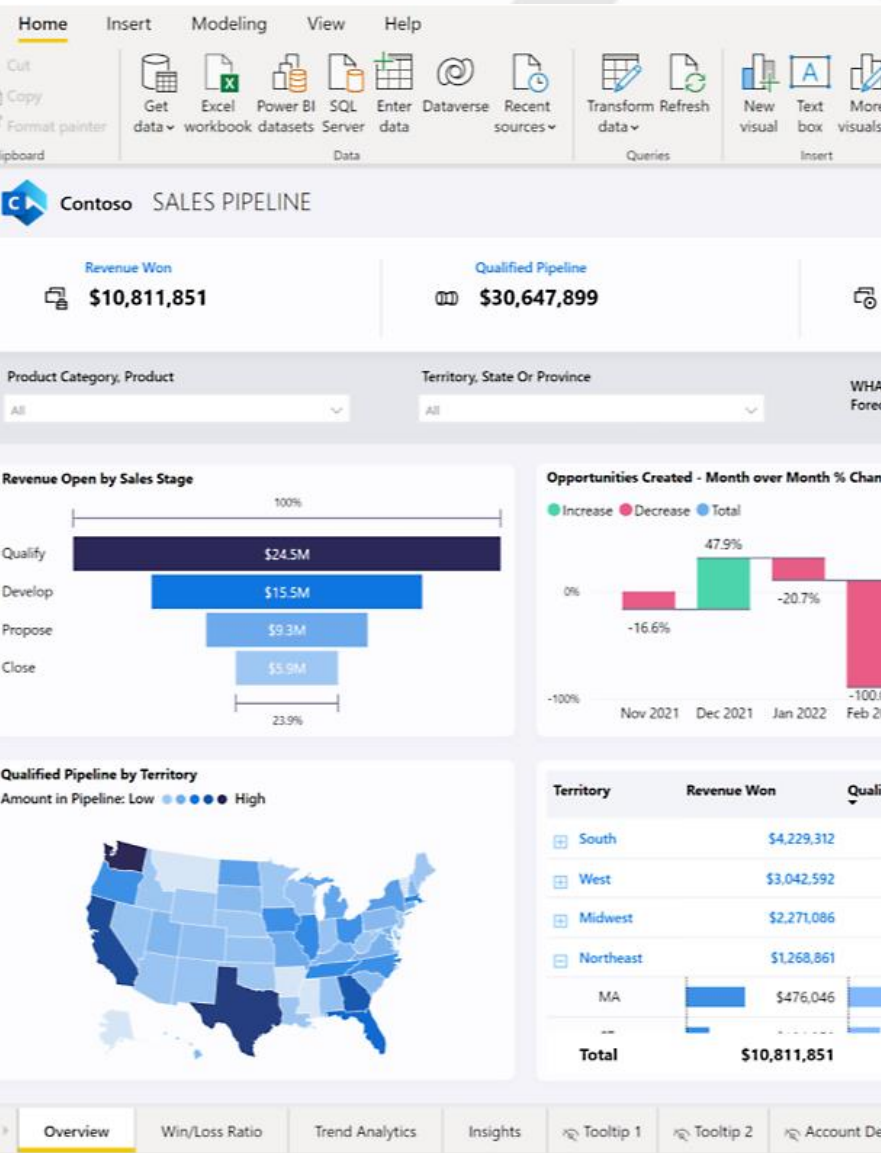 Home Insert Modeling View Help
Cut
Copy
Format painter
Get data
Excel workbook
Power BI datasets
SQL Server
Enter data
Dataverse
Recent sources
Transform data
Refresh
New visual
Text box
More visuals
Data
Queries
Insert
Contoso SALES PIPELINE
Revenue Won
$10,811,851
Qualified Pipeline
$30,647,899
Product Category, Product
All
Territory, State Or Province
All
Revenue Open by Sales Stage
100%
Qualify $24.5M
Develop $15.5M
Propose $9.3M
Close $5.9M
23.9%
Opportunities Created - Month over Month % Chan
Increase Decrease Total
47.9%
0%
-20.7%
-16.6%
-100%
-100.
Nov 2021 Dec 2021 Jan 2022 Feb 2
Qualified Pipeline by Territory
Amount in Pipeline: Low High
Territory Revenue Won Quali
South $4,229,312
West $3,042,592
Midwest $2,271,086
Northeast $1,268,861
MA $476,046
Total $10,811,851
Overview Win/Loss Ratio Trend Analytics Insights Tooltip 1 Tooltip 2 Account De